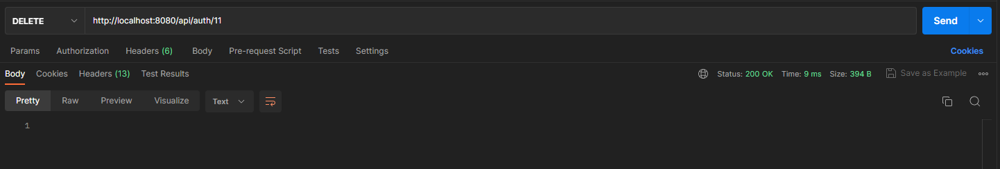 DELETE http://localhost:8080/api/auth/11 Send
Params Authorization Headers (6) Body Pre-request Script Tests Settings Cookies
Body Cookies Headers (13) Test Results Status: 200 OK Time: 9 ms Size: 394 B Save as Example
Pretty Raw Preview Visualize Text
1